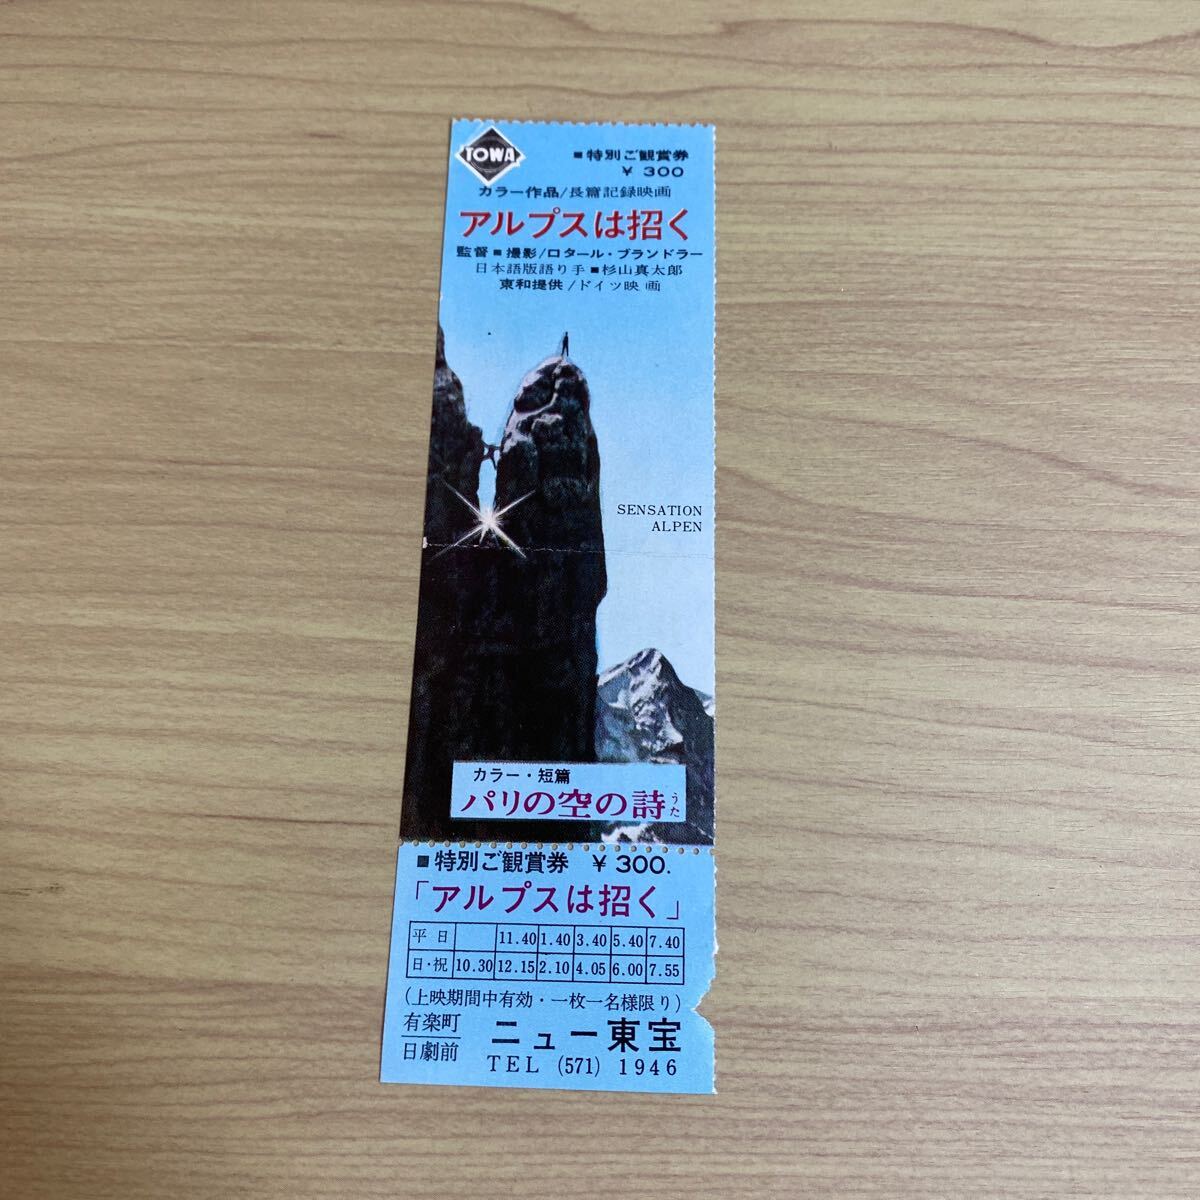 TOWA
■特別ご観賞券
¥300
カラー作品/長篇記録映画
アルプスは招く
監督■撮影/ロタール・ブランドラー
日本語版語り手■杉山真太郎
東和提供/ドイツ映画
SENSATION
ALPEN
カラー・短篇
パリの空の詩うた
■特別ご観賞券 ¥300.
「アルプスは招く」
平日 11.40 1.40 3.40 5.40 7.40
日・祝 10.30 12.15 2.10 4.05 6.00 7.55
(上映期間中有効・一枚一名様限り)
有楽町
日劇前
ニュー東宝
TEL (571) 1946